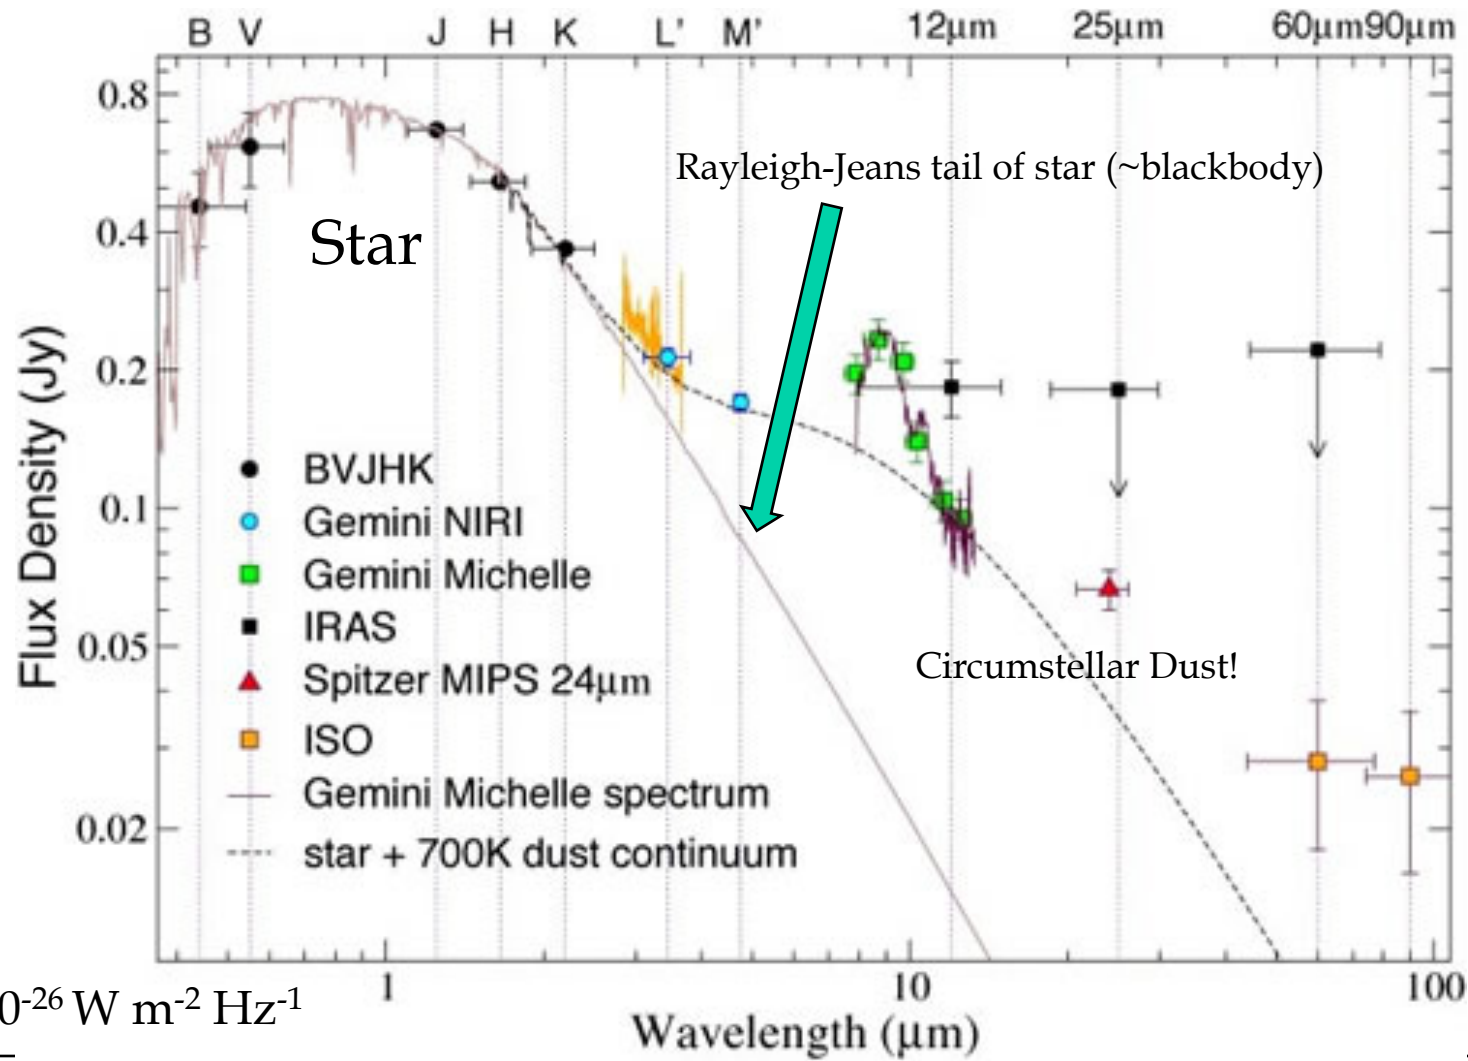 B V J H K L' M' 12μm 25μm 60μm90μm
0.8
0.4
0.2
0.1
0.05
0.02
Flux Density (Jy)
Rayleigh-Jeans tail of star (~blackbody)
Star
BVJHK
Gemini NIRI
Gemini Michelle
IRAS
Spitzer MIPS 24μm
ISO
Gemini Michelle spectrum
star + 700K dust continuum
Circumstellar Dust!
1 10 100
Wavelength (μm)
0-26 W m-2 Hz-1